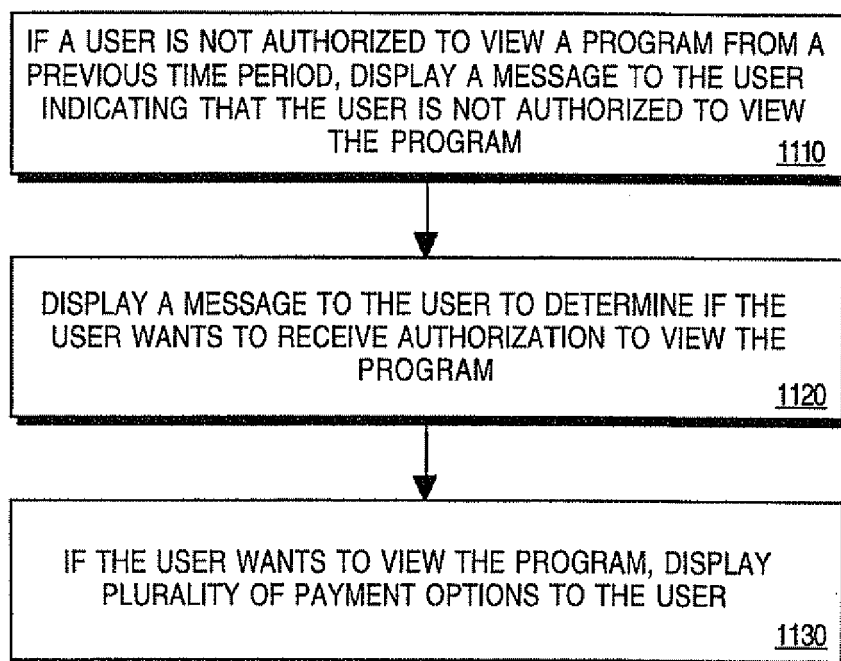 IF A USER IS NOT AUTHORIZED TO VIEW A PROGRAM FROM A
PREVIOUS TIME PERIOD, DISPLAY A MESSAGE TO THE USER
INDICATING THAT THE USER IS NOT AUTHORIZED TO VIEW
THE PROGRAM
1110
DISPLAY A MESSAGE TO THE USER TO DETERMINE IF THE
USER WANTS TO RECEIVE AUTHORIZATION TO VIEW THE
PROGRAM
1120
IF THE USER WANTS TO VIEW THE PROGRAM, DISPLAY
PLURALITY OF PAYMENT OPTIONS TO THE USER
1130